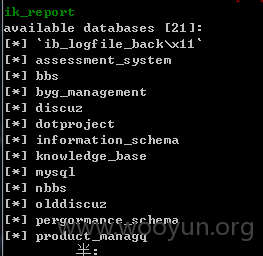 ik_report
available databases [21]:
[*] `ib_logfile_back\x11`
[*] assessment_system
[*] bbs
[*] byg_management
[*] discuz
[*] dotproject
[*] information_schema
[*] knowledge_base
[*] mysql
[*] nbbs
[*] olddiscuz
[*] pergormance_schema
[*] product_managq
半:
www.wooyun.org